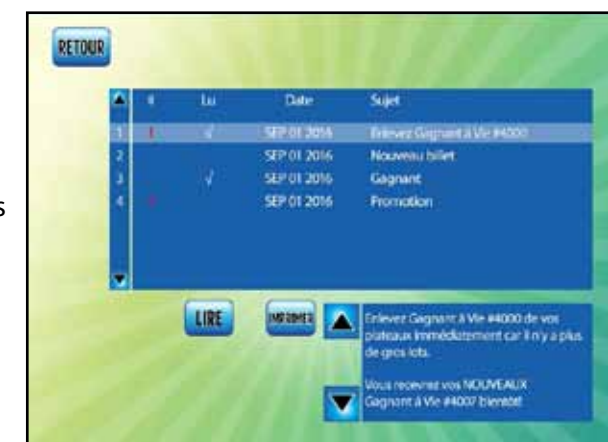 RETOUR
# Lu Date Sujet
1 ! √ SEP 01 2016 Enlevez Gagnant à Vie #4000
2 SEP 01 2016 Nouveau billet
3 √ SEP 01 2016 Gagnant
4 SEP 01 2016 Promotion
s
LIRE IMPRIMER
Enlevez Gagnant à Vie #4000 de vos
plateaux immédiatement car il n'y a plus
de gros lots.
Vous recevrez vos NOUVEAUX
Gagnant à Vie #4007 bientôt!